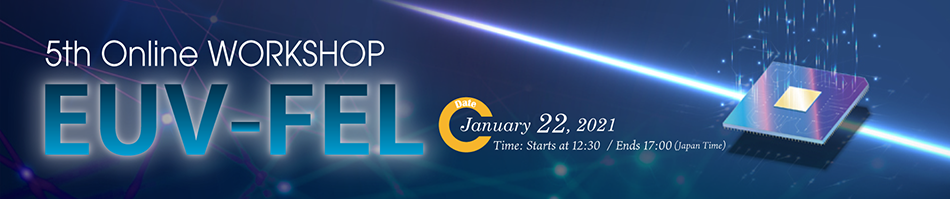 5th Online WORKSHOP
EUV-FEL
Date
January 22, 2021
Time: Starts at 12:30 / Ends 17:00 (Japan Time)